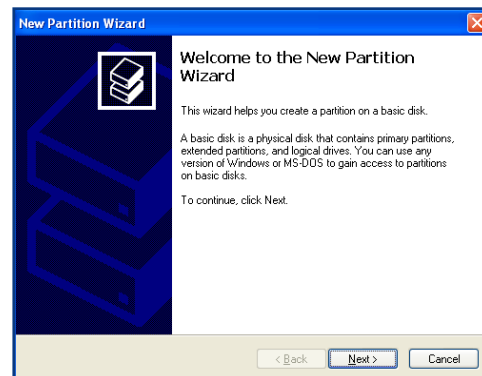 New Partition Wizard
Welcome to the New Partition
Wizard
This wizard helps you create a partition on a basic disk.
A basic disk is a physical disk that contains primary partitions,
extended partitions, and logical drives. You can use any
version of Windows or MS-DOS to gain access to partitions
on basic disks.
To continue, click Next.
< Back Next > Cancel